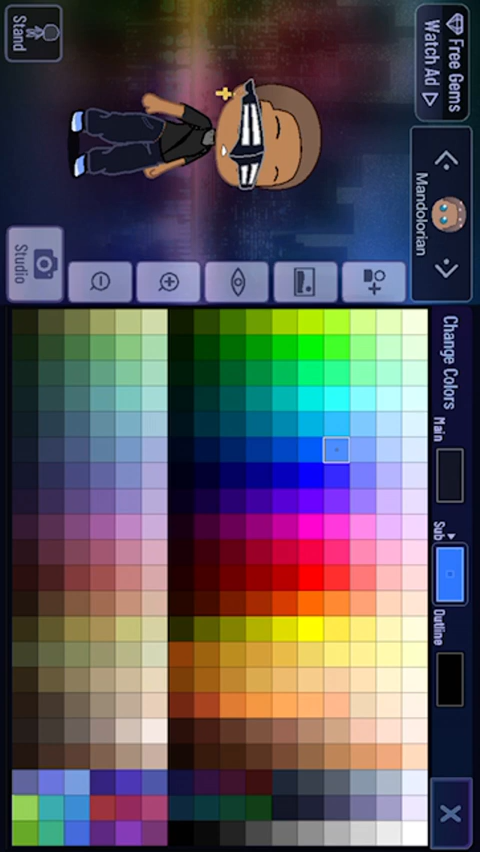 Free Gems
Watch Ad
Mandolorian
Stand
Studio
Change Colors
Main
Sub
Outline
X